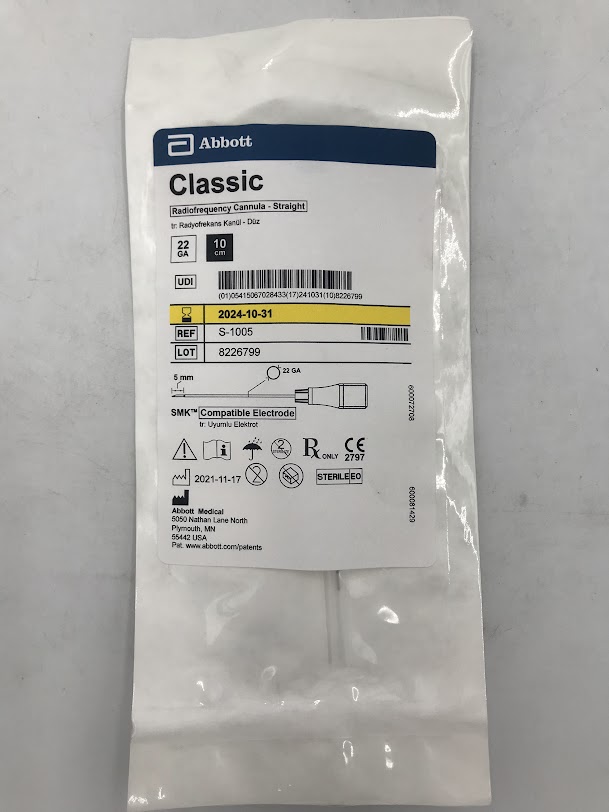 Abbott
Classic
Radiofrequency Cannula - Straight
tr: Radyofrekans Kanül - Düz
22 GA
10 cm
UDI
(01)05415067028433(17)241031(10)8226799
2024-10-31
REF S-1005
LOT 8226799
5 mm
22 GA
SMK™ Compatible Electrode
tr: Uyumlu Elektrot
600072708
2 Rx ONLY CE 2797
2021-11-17 STERILE EO
600081429
Abbott Medical
5050 Nathan Lane North
Plymouth, MN
55442 USA
Pat. www.abbott.com/patents